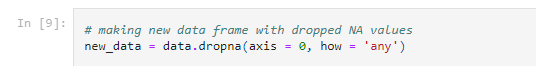 In [9]:
# making new data frame with dropped NA values
new_data = data.dropna(axis = 0, how = 'any')